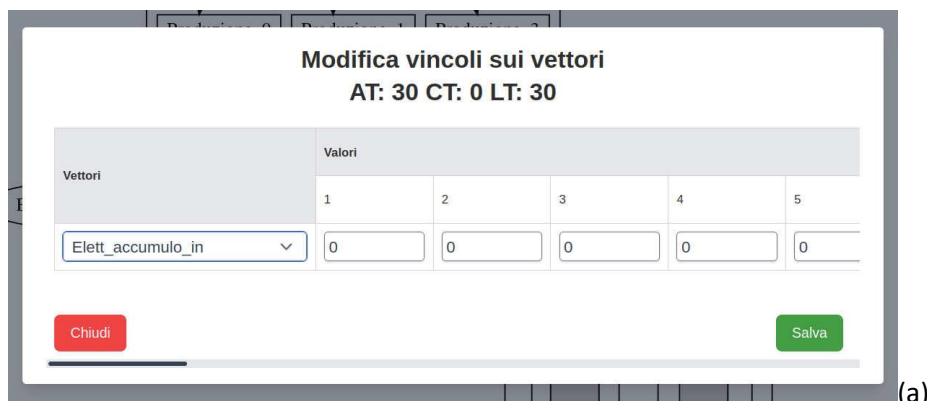 Modifica vincoli sui vettori
AT: 30 CT: 0 LT: 30
Vettori
Valori
1 2 3 4 5
Elett_accumulo_in 0 0 0 0 0
Chiudi Salva
(a)